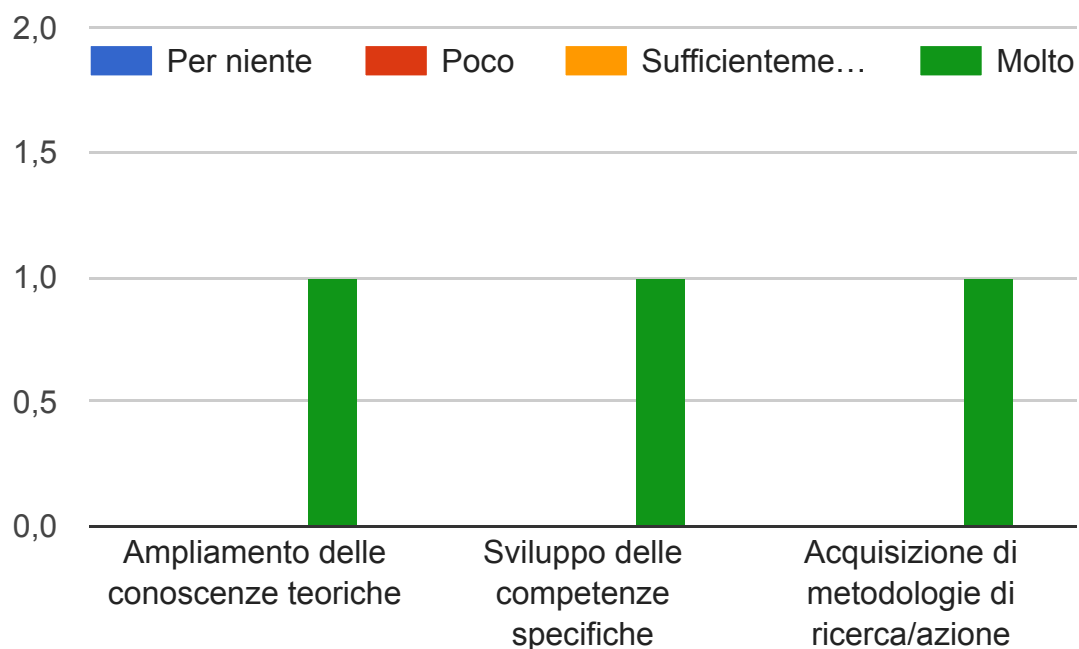 2,0
Per niente Poco Sufficienteme… Molto
1,5
1,0
0,5
0,0
Ampliamento delle
conoscenze teoriche
Sviluppo delle
competenze
specifiche
Acquisizione di
metodologie di
ricerca/azione